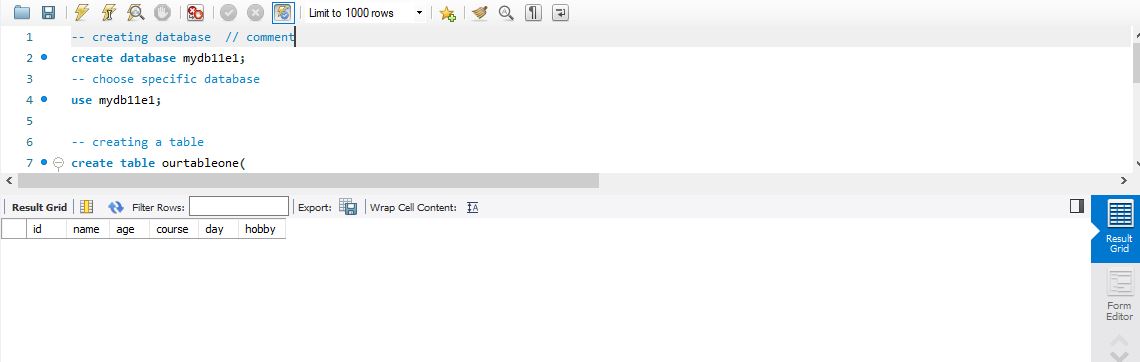 Limit to 1000 rows
1 -- creating database  // comment
2 create database mydb11e1;
3 -- choose specific database
4 use mydb11e1;
5
6 -- creating a table
7 create table ourtableone(
Result Grid Filter Rows: Export: Wrap Cell Content:
id name age course day hobby
Result
Grid
Form
Editor